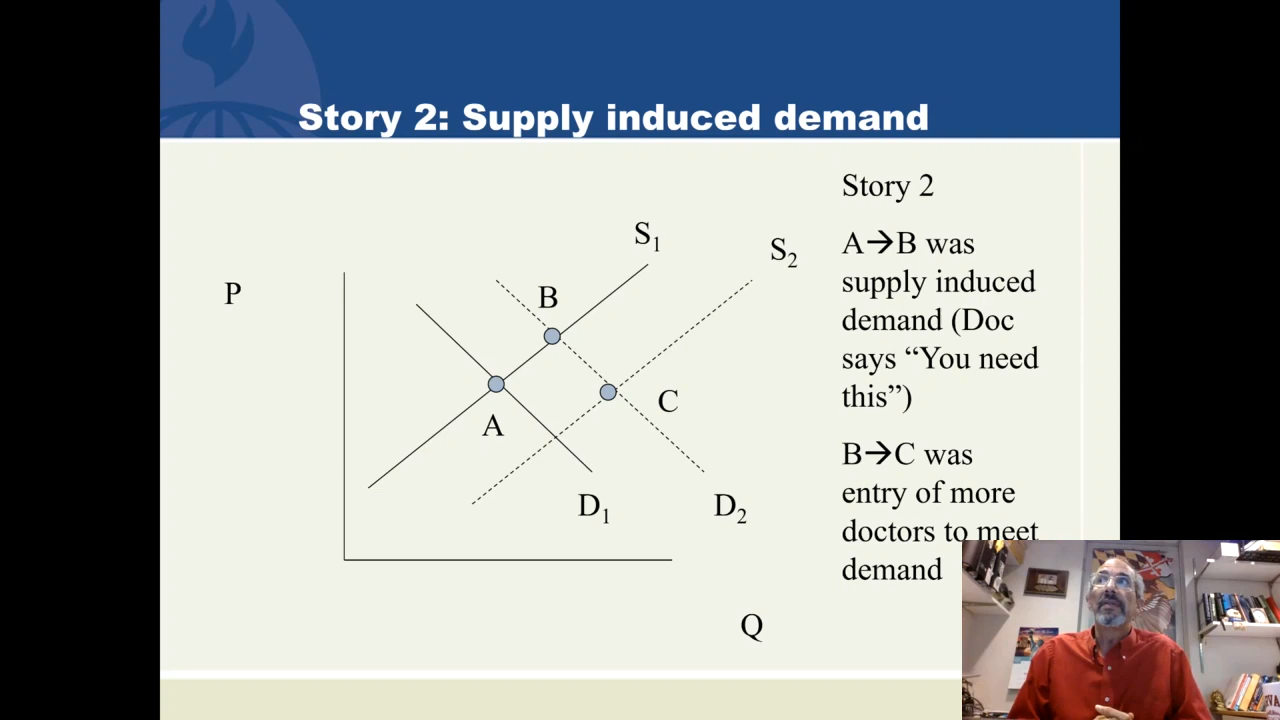 Story 2: Supply induced demand
Story 2
A→B was
supply induced
demand (Doc
says “You need
this”)
B→C was
entry of more
doctors to meet
demand
P
S₁
S₂
B
A
C
D₁
D₂
Q